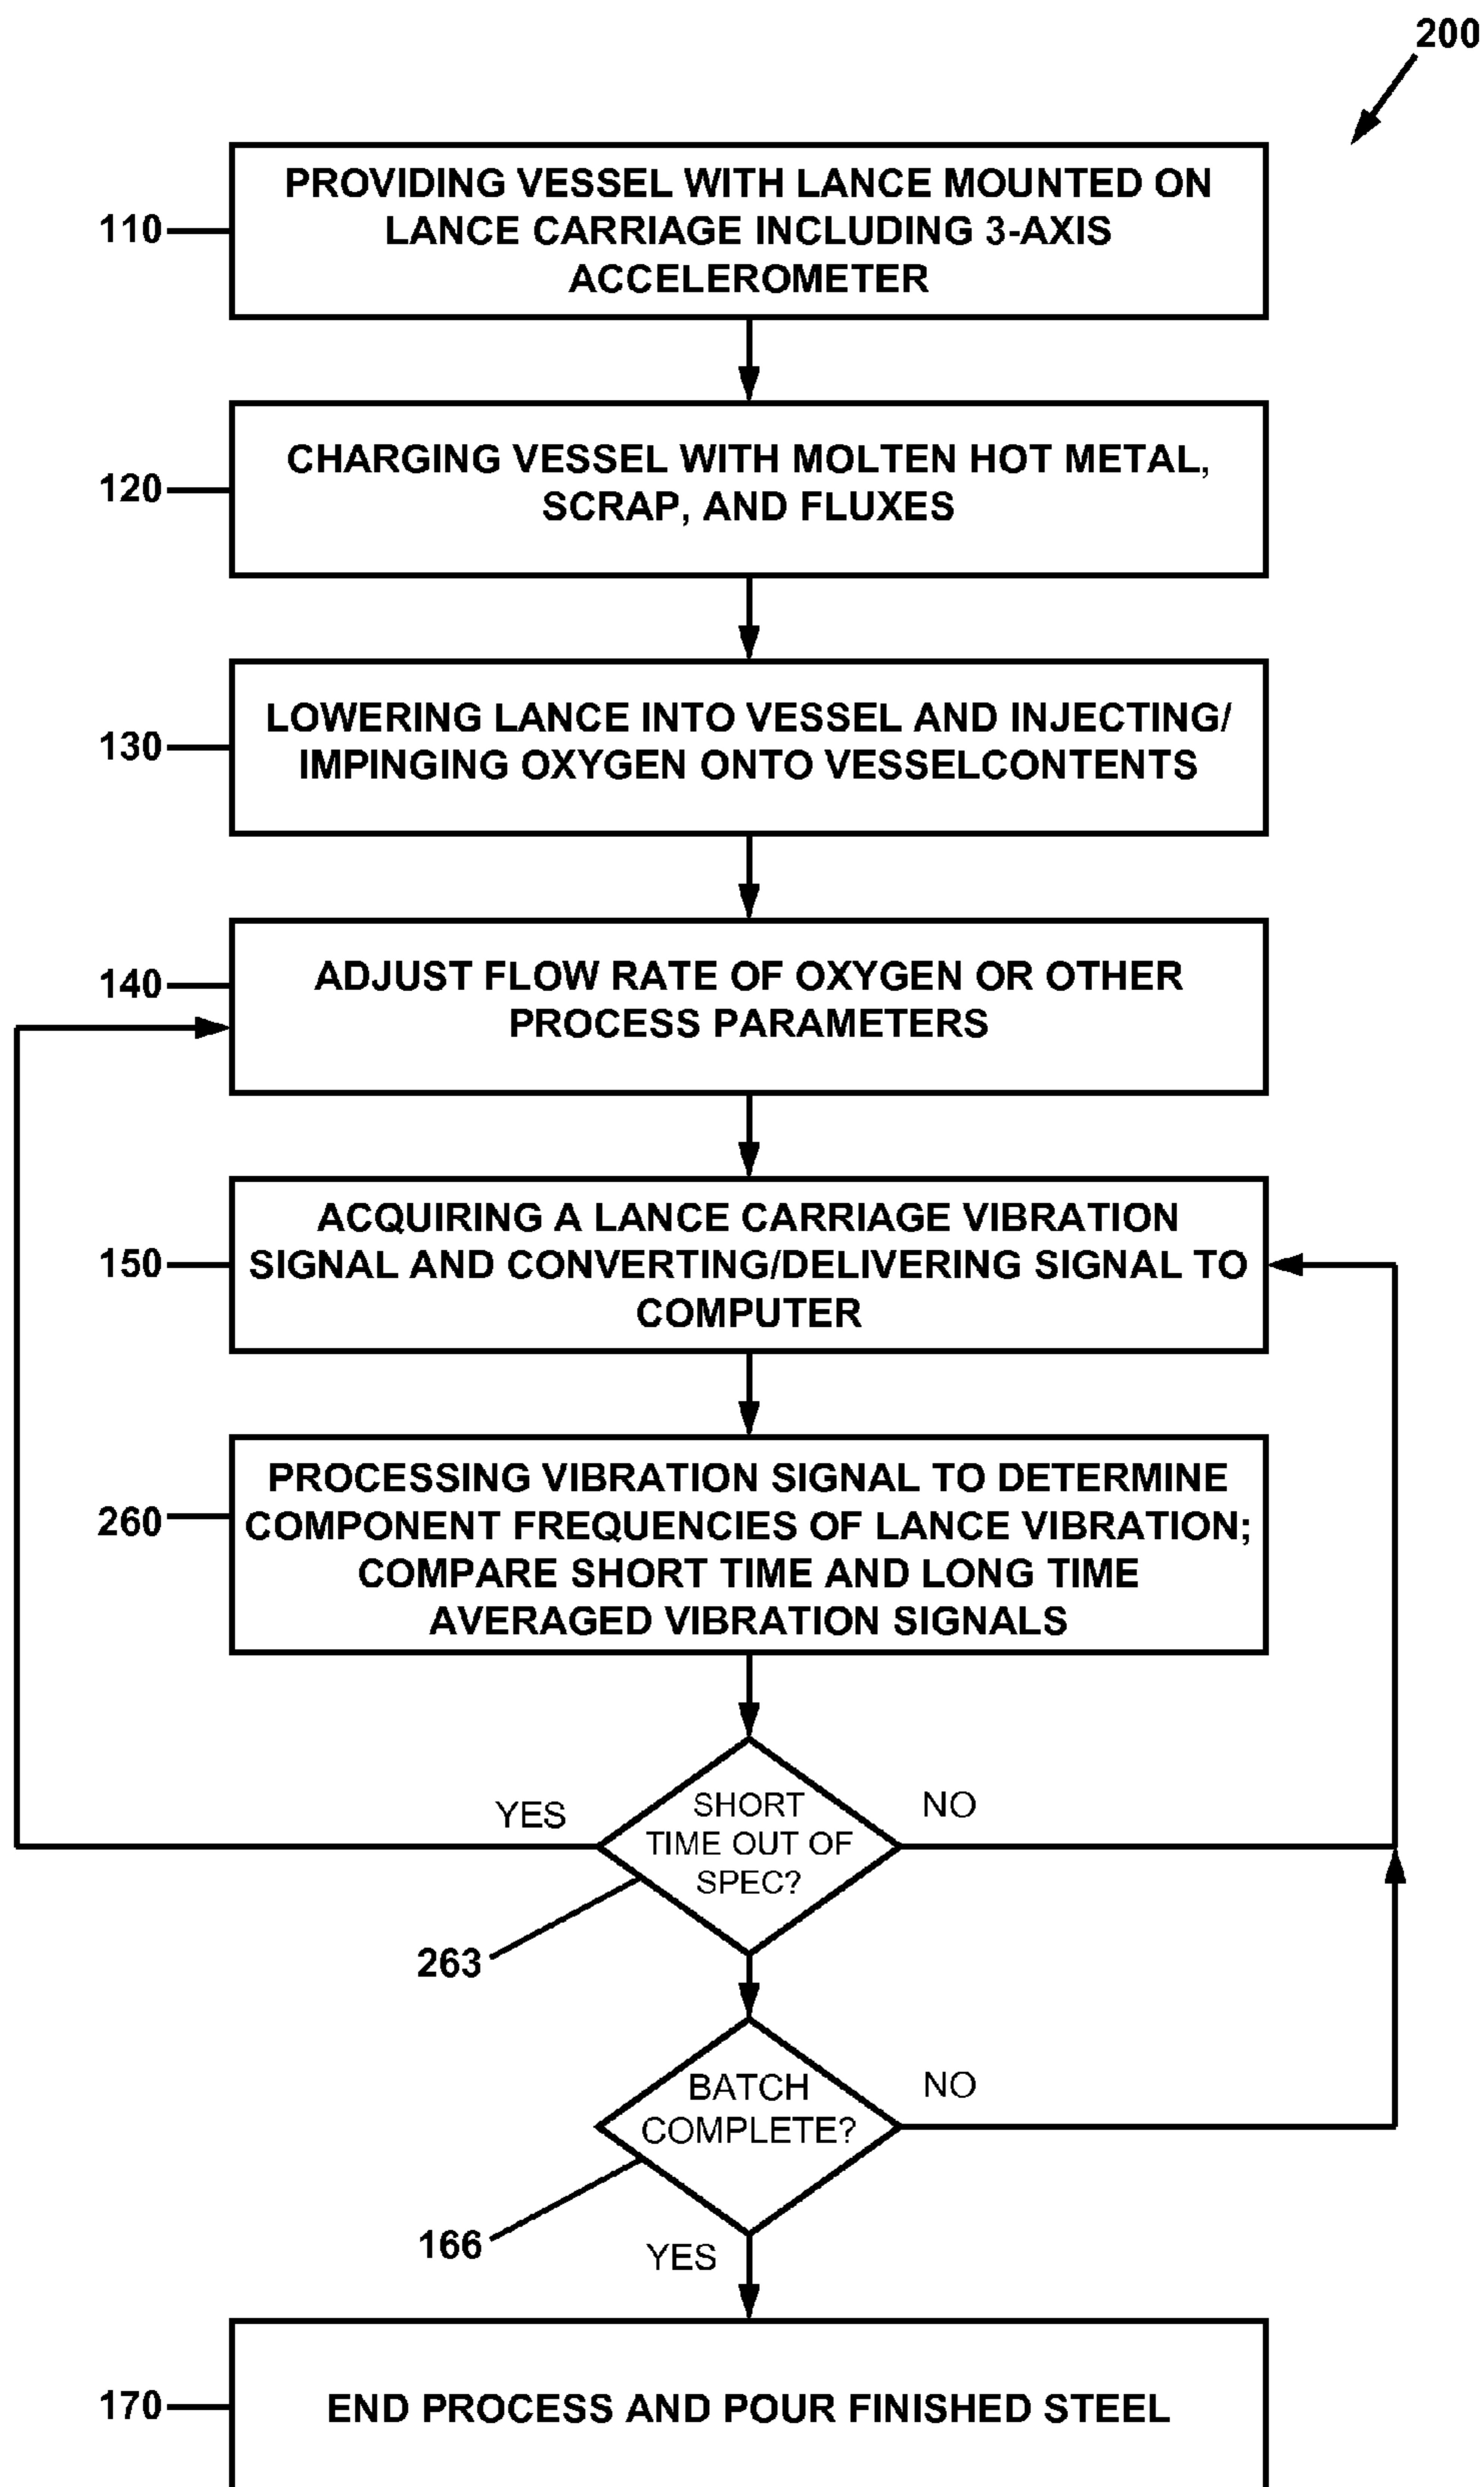 200
PROVIDING VESSEL WITH LANCE MOUNTED ON
LANCE CARRIAGE INCLUDING 3-AXIS
ACCELEROMETER
110
CHARGING VESSEL WITH MOLTEN HOT METAL,
SCRAP, AND FLUXES
120
LOWERING LANCE INTO VESSEL AND INJECTING/
IMPINGING OXYGEN ONTO VESSELCONTENTS
130
ADJUST FLOW RATE OF OXYGEN OR OTHER
PROCESS PARAMETERS
140
ACQUIRING A LANCE CARRIAGE VIBRATION
SIGNAL AND CONVERTING/DELIVERING SIGNAL TO
COMPUTER
150
PROCESSING VIBRATION SIGNAL TO DETERMINE
COMPONENT FREQUENCIES OF LANCE VIBRATION;
COMPARE SHORT TIME AND LONG TIME
AVERAGED VIBRATION SIGNALS
260
YES
SHORT
TIME OUT OF
SPEC?
NO
263
BATCH
COMPLETE?
NO
166
YES
END PROCESS AND POUR FINISHED STEEL
170